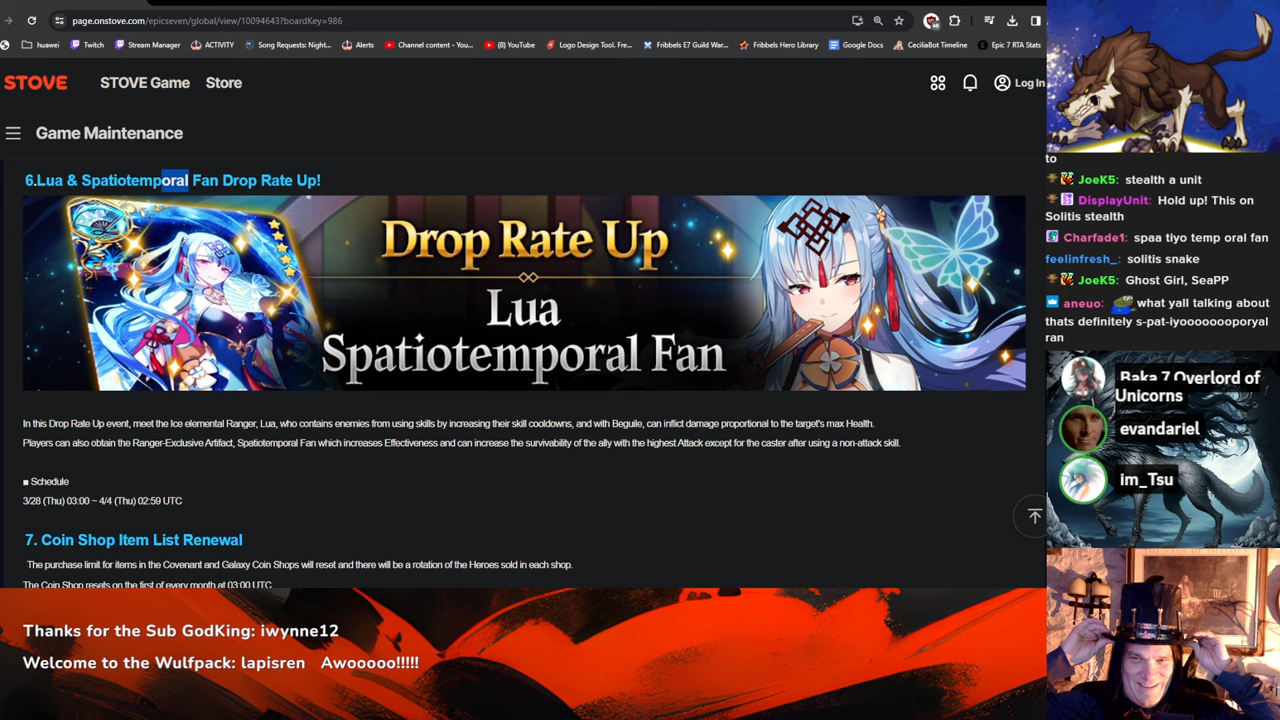 page.onstove.com/epicseven/global/view/10094643?boardKey=986
huawei
Twitch
Stream Manager
ACTIVITY
Song Requests: Night...
Alerts
Channel content - You...
(8) YouTube
Logo Design Tool. Fre...
Fribbels E7 Guild War...
Fribbels Hero Library
Google Docs
CeciliaBot Timeline
Epic 7 RTA Stats
STOVE
STOVE Game
Store
Log In
Game Maintenance
6.Lua & Spatiotemporal Fan Drop Rate Up!
Drop Rate Up
Lua
Spatiotemporal Fan
In this Drop Rate Up event, meet the Ice elemental Ranger, Lua, who contains enemies from using skills by increasing their skill cooldowns, and with Beguile, can inflict damage proportional to the target's max Health.
Players can also obtain the Ranger-Exclusive Artifact, Spatiotemporal Fan which increases Effectiveness and can increase the survivability of the ally with the highest Attack except for the caster after using a non-attack skill.
■ Schedule
3/28 (Thu) 03:00 ~ 4/4 (Thu) 02:59 UTC
7. Coin Shop Item List Renewal
The purchase limit for items in the Covenant and Galaxy Coin Shops will reset and there will be a rotation of the Heroes sold in each shop.
The Coin Shop resets on the first of every month at 03:00 UTC
to
JoeK5: stealth a unit
DisplayUnit: Hold up! This on
Solitis stealth
Charfade1: spaa tiyo temp oral fan
feelinfresh_: solitis snake
JoeK5: Ghost Girl, SeaPP
aneuo: what yall talking about
thats definitely s-pat-iyooooooporyal
ran
Baka 7 Overlord of
Unicorns
evandariel
im_Tsu
Thanks for the Sub GodKing: iwynne12
Welcome to the Wulfpack: lapisren Awooooo!!!!!